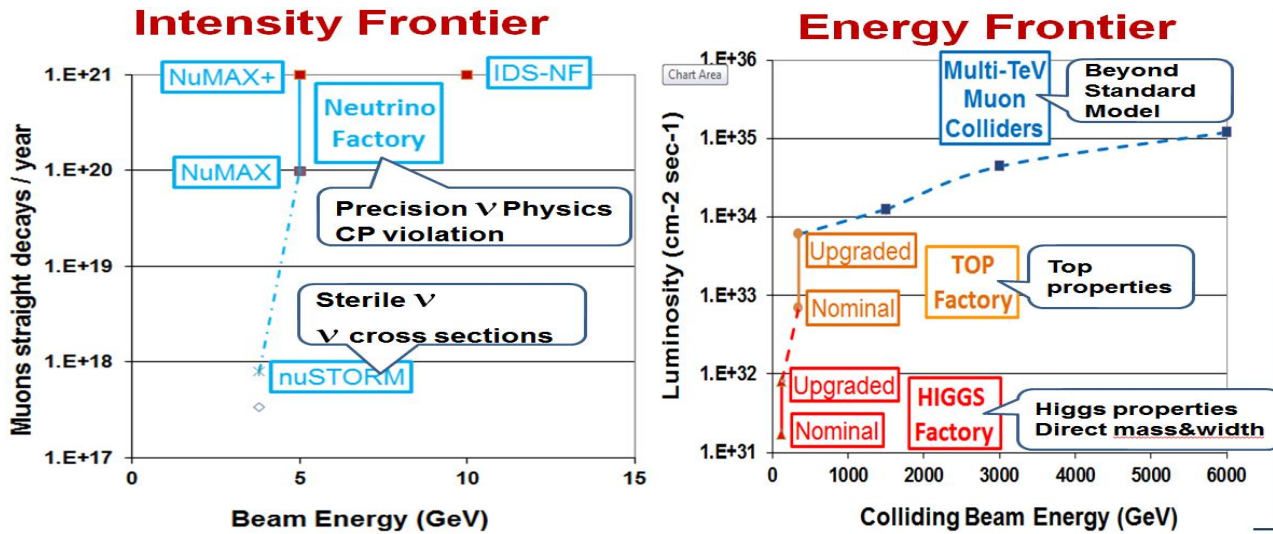 Intensity Frontier
1.E+21
1.E+20
1.E+19
1.E+18
1.E+17
Muons straight decays / year
NuMAX+
IDS-NF
Neutrino
Factory
NuMAX
Precision ν Physics
CP violation
Sterile ν
ν cross sections
nuSTORM
0
5
10
15
Beam Energy (GeV)
Energy Frontier
1.E+36
1.E+35
1.E+34
1.E+33
1.E+32
1.E+31
Luminosity (cm-2 sec-1)
Chart Area
Multi-TeV
Muon
Colliders
Beyond
Standard
Model
Upgraded
TOP
Factory
Top
properties
Nominal
Upgraded
HIGGS
Factory
Higgs properties
Direct mass&width
Nominal
0
1000
2000
3000
4000
5000
6000
Colliding Beam Energy (GeV)